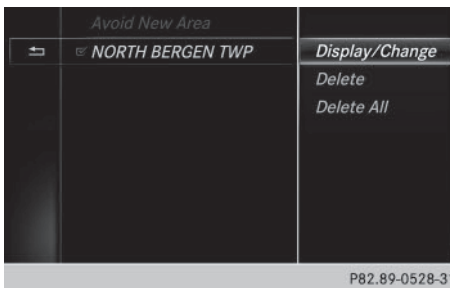 Avoid New Area
NORTH BERGEN TWP
Display/Change
Delete
Delete All
P82.89-0528-31